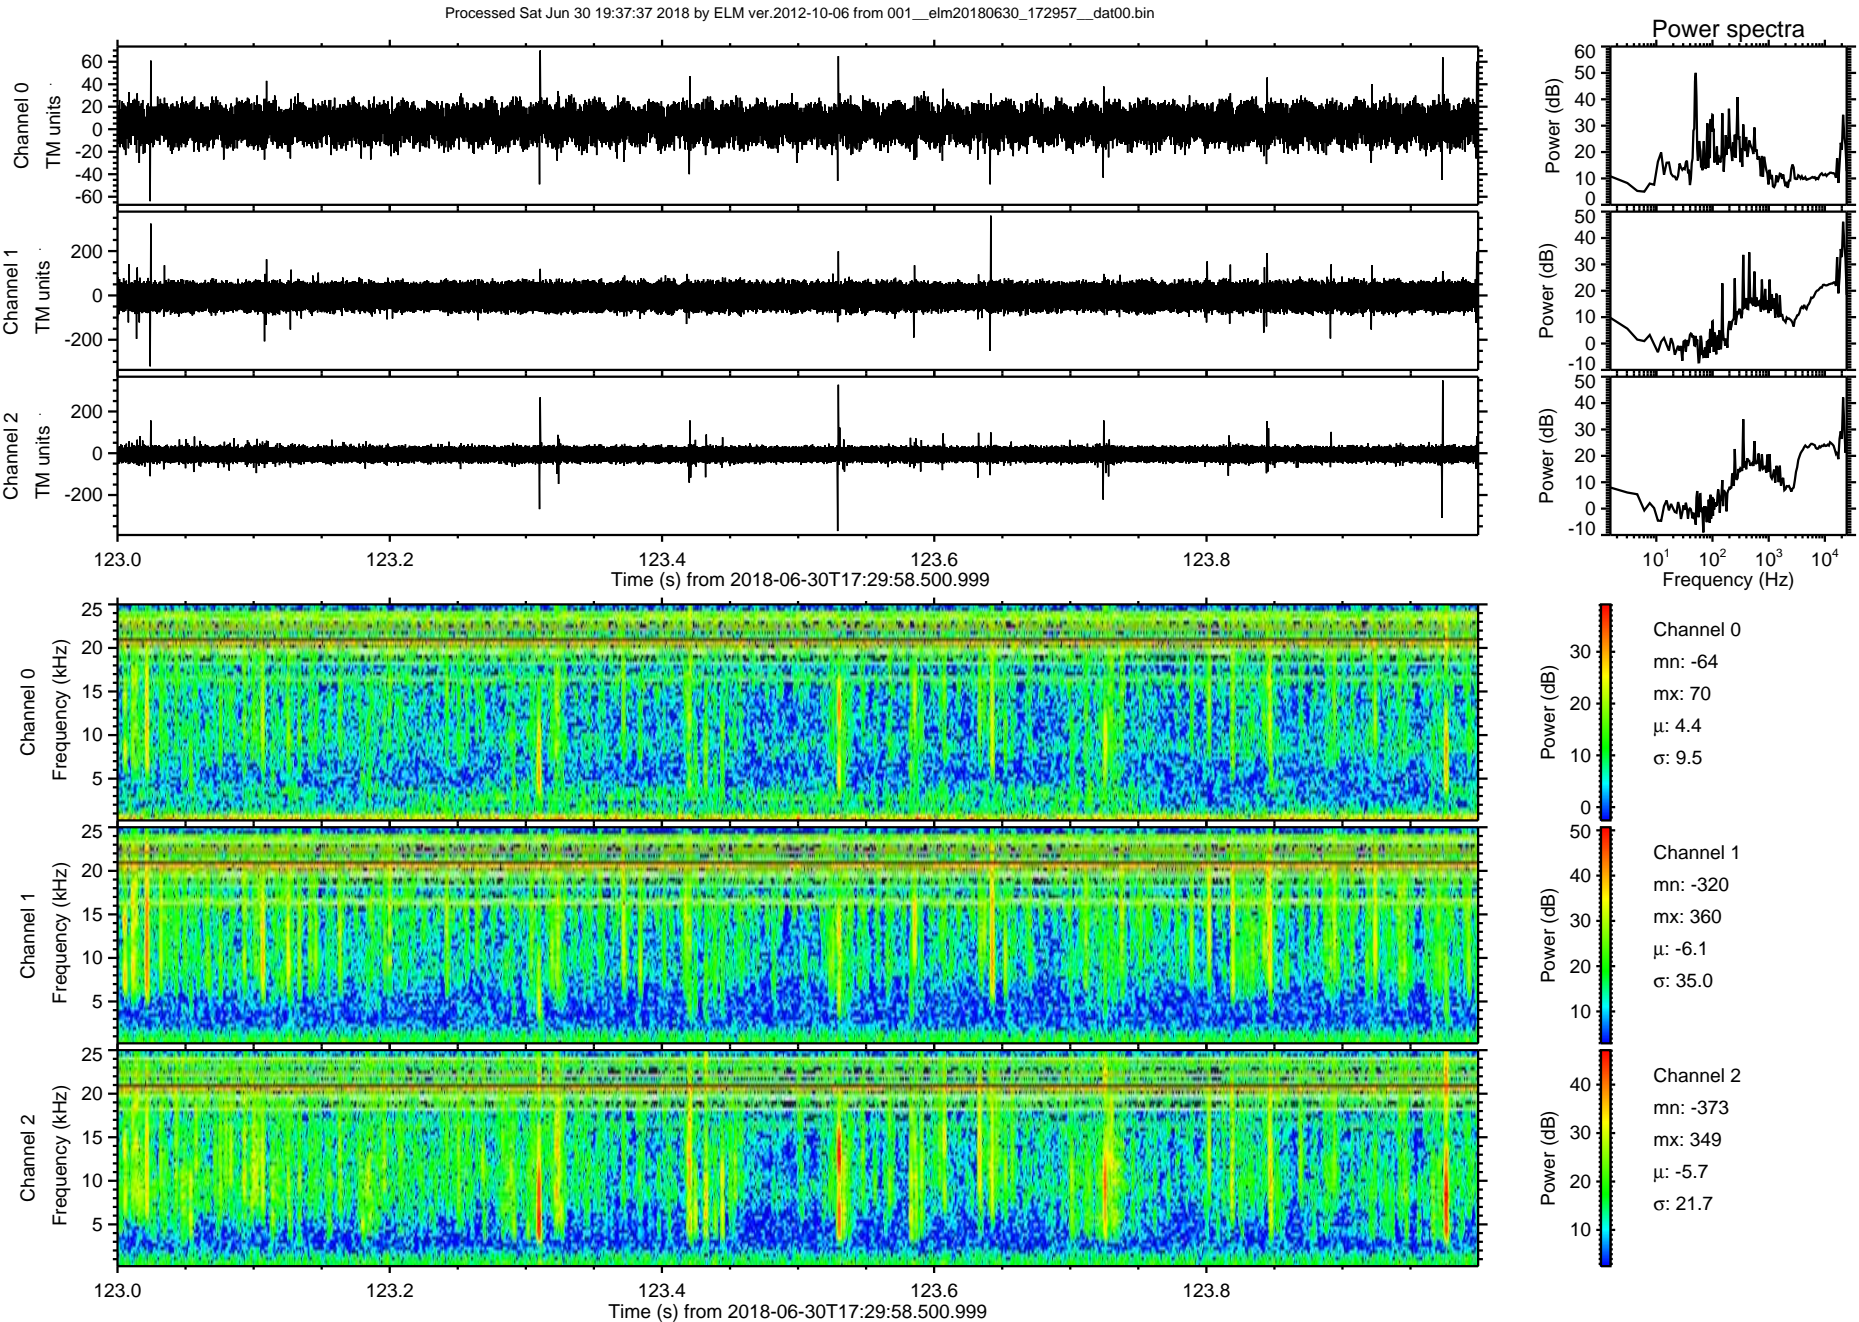 Processed Sat Jun 30 19:37:37 2018 by ELM ver.2012-10-06 from 001__elm20180630_172957__dat00.bin
Power spectra
Channel 0
TM units
60
40
20
0
-20
-40
-60
Power (dB)
60
50
40
30
20
10
0
Channel 1
TM units
200
0
-200
Power (dB)
50
40
30
20
10
0
-10
Channel 2
TM units
200
0
-200
Power (dB)
50
40
30
20
10
0
-10
123.0 123.2 123.4 123.6 123.8
Time (s) from 2018-06-30T17:29:58.500.999
10¹ 10² 10³ 10⁴
Frequency (Hz)
Channel 0
Frequency (kHz)
25
20
15
10
5
Power (dB)
30
20
10
0
Channel 0
mn: -64
mx: 70
μ: 4.4
σ: 9.5
Channel 1
Frequency (kHz)
25
20
15
10
5
Power (dB)
50
40
30
20
10
Channel 1
mn: -320
mx: 360
μ: -6.1
σ: 35.0
Channel 2
Frequency (kHz)
25
20
15
10
5
Power (dB)
40
30
20
10
Channel 2
mn: -373
mx: 349
μ: -5.7
σ: 21.7
123.0 123.2 123.4 123.6 123.8
Time (s) from 2018-06-30T17:29:58.500.999